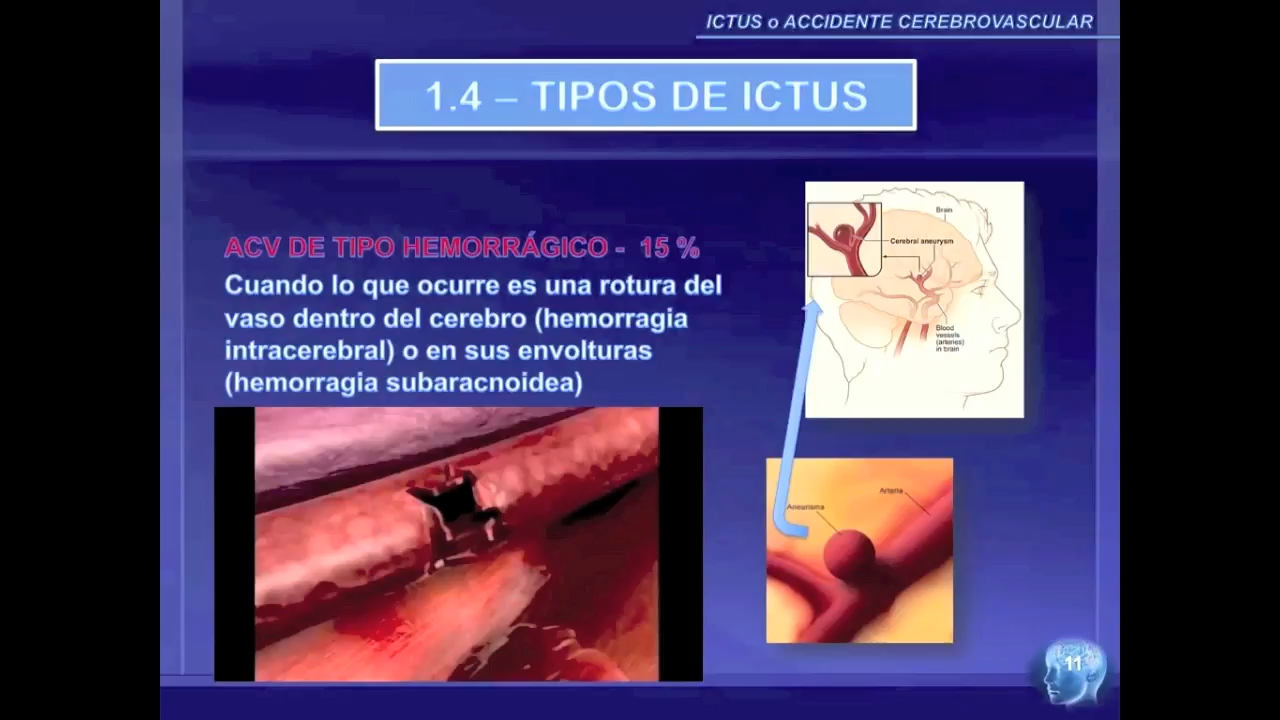 ICTUS o ACCIDENTE CEREBROVASCULAR
1.4 – TIPOS DE ICTUS
ACV DE TIPO HEMORRÁGICO - 15 %
Cuando lo que ocurre es una rotura del
vaso dentro del cerebro (hemorragia
intracerebral) o en sus envolturas
(hemorragia subaracnoidea)
Brain
Cerebral aneurysm
Blood
vessels
(arteries)
in brain
Arteria
Aneurisma
11